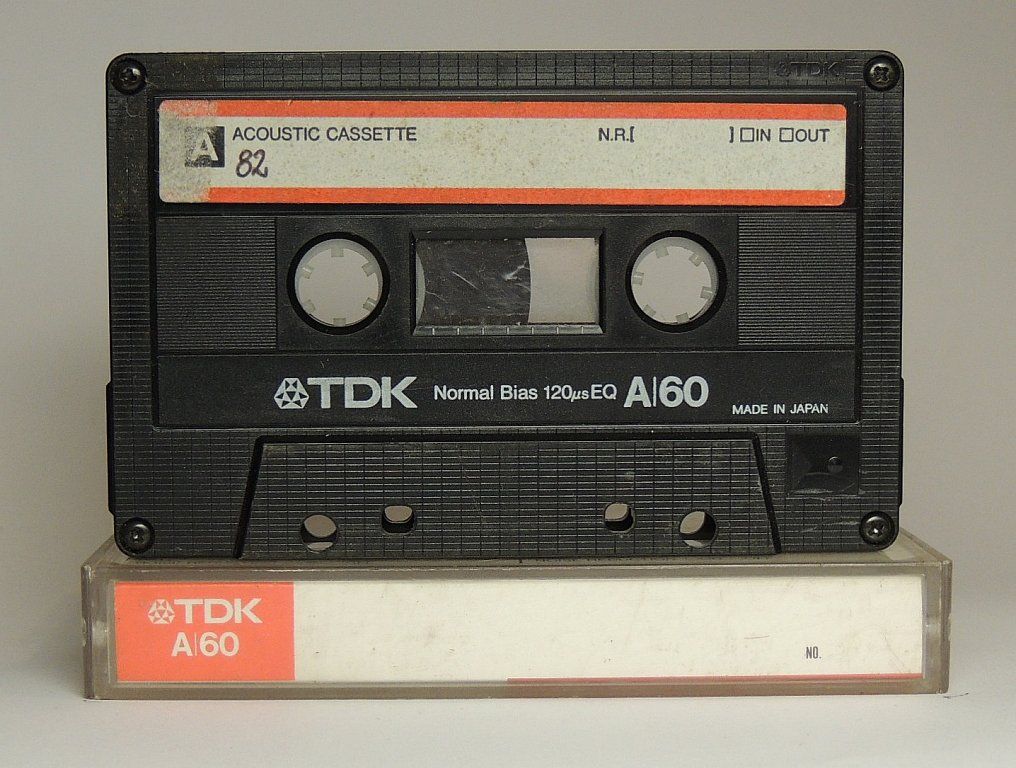 TDK
A ACOUSTIC CASSETTE N.R.[ ] □IN □OUT
82
TDK Normal Bias 120µs EQ A|60
MADE IN JAPAN
TDK
A|60
NO.